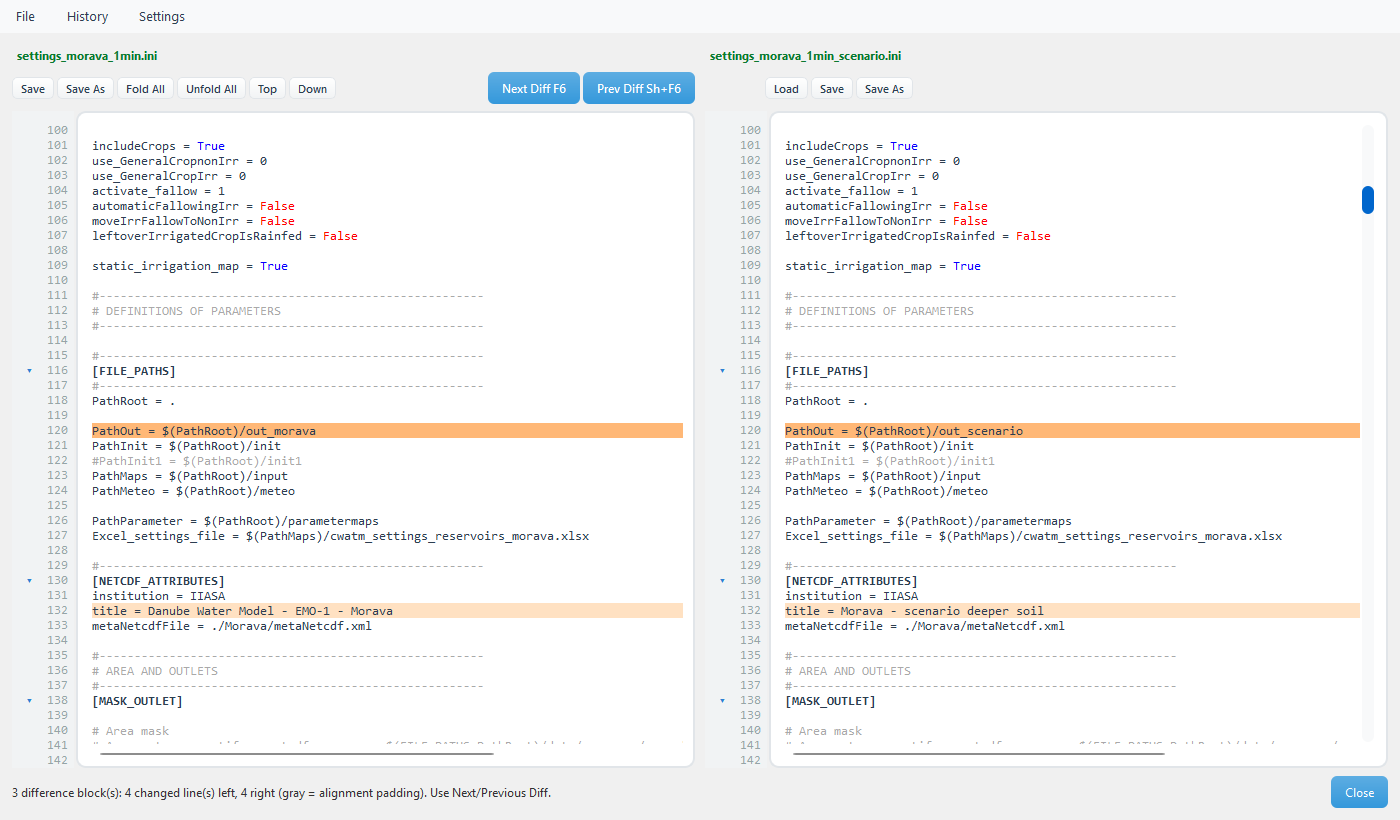 File History Settings
settings_morava_1min.ini
Save Save As Fold All Unfold All Top Down Next Diff F6 Prev Diff Sh+F6
100
101 includeCrops = True
102 use_GeneralCropnonIrr = 0
103 use_GeneralCropIrr = 0
104 activate_fallow = 1
105 automaticFallowingIrr = False
106 moveIrrFallowToNonIrr = False
107 leftoverIrrigatedCropIsRainfed = False
108
109 static_irrigation_map = True
110
111 #-------------------------------------------------------
112 # DEFINITIONS OF PARAMETERS
113 #-------------------------------------------------------
114
115 #-------------------------------------------------------
116 [FILE_PATHS]
117 #-------------------------------------------------------
118 PathRoot = .
119
120 PathOut = $(PathRoot)/out_morava
121 PathInit = $(PathRoot)/init
122 #PathInit1 = $(PathRoot)/init1
123 PathMaps = $(PathRoot)/input
124 PathMeteo = $(PathRoot)/meteo
125
126 PathParameter = $(PathRoot)/parametermaps
127 Excel_settings_file = $(PathMaps)/cwatm_settings_reservoirs_morava.xlsx
128
129 #-------------------------------------------------------
130 [NETCDF_ATTRIBUTES]
131 institution = IIASA
132 title = Danube Water Model - EMO-1 - Morava
133 metaNetcdfFile = ./Morava/metaNetcdf.xml
134
135 #-------------------------------------------------------
136 # AREA AND OUTLETS
137 #-------------------------------------------------------
138 [MASK_OUTLET]
139
140 # Area mask
141
142
settings_morava_1min_scenario.ini
Load Save Save As
100
101 includeCrops = True
102 use_GeneralCropnonIrr = 0
103 use_GeneralCropIrr = 0
104 activate_fallow = 1
105 automaticFallowingIrr = False
106 moveIrrFallowToNonIrr = False
107 leftoverIrrigatedCropIsRainfed = False
108
109 static_irrigation_map = True
110
111 #-------------------------------------------------------
112 # DEFINITIONS OF PARAMETERS
113 #-------------------------------------------------------
114
115 #-------------------------------------------------------
116 [FILE_PATHS]
117 #-------------------------------------------------------
118 PathRoot = .
119
120 PathOut = $(PathRoot)/out_scenario
121 PathInit = $(PathRoot)/init
122 #PathInit1 = $(PathRoot)/init1
123 PathMaps = $(PathRoot)/input
124 PathMeteo = $(PathRoot)/meteo
125
126 PathParameter = $(PathRoot)/parametermaps
127 Excel_settings_file = $(PathMaps)/cwatm_settings_reservoirs_morava.xlsx
128
129 #-------------------------------------------------------
130 [NETCDF_ATTRIBUTES]
131 institution = IIASA
132 title = Morava - scenario deeper soil
133 metaNetcdfFile = ./Morava/metaNetcdf.xml
134
135 #-------------------------------------------------------
136 # AREA AND OUTLETS
137 #-------------------------------------------------------
138 [MASK_OUTLET]
139
140 # Area mask
141
142
3 difference block(s): 4 changed line(s) left, 4 right (gray = alignment padding). Use Next/Previous Diff.
Close